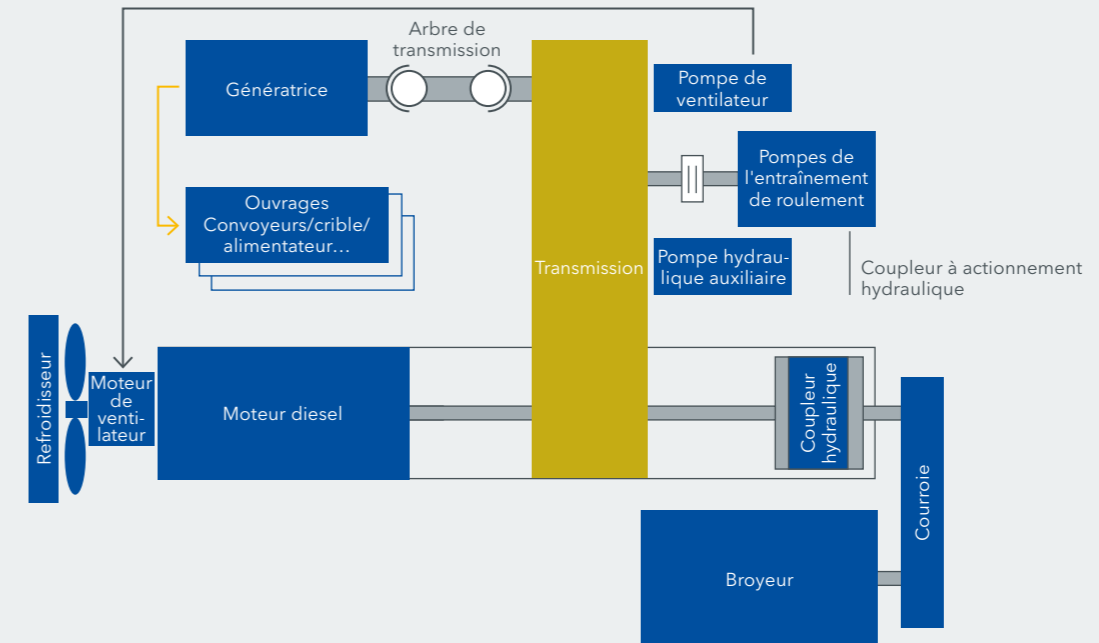 Arbre de
transmission
Génératrice
Pompe de
ventilateur
Pompes de
l'entraînement
de roulement
Ouvrages
Convoyeurs/crible/
alimentateur...
Transmission
Pompe hydrau-
lique auxiliaire
Coupleur à actionnement
hydraulique
Refroidisseur
Moteur
de
venti-
lateur
Moteur diesel
Coupleur
hydraulique
Courroie
Broyeur